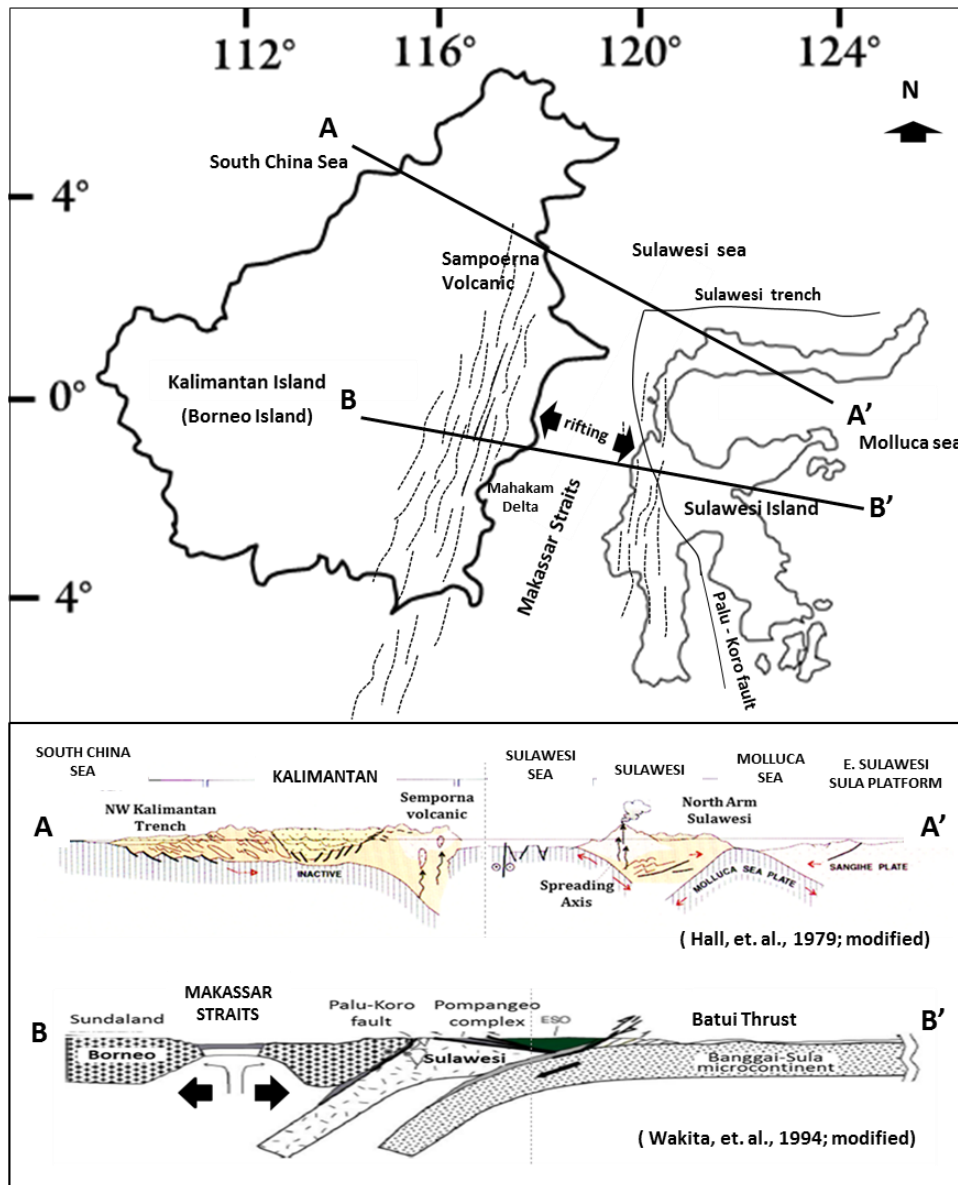 112°
116°
120°
124°
N
A
South China Sea
4°
Sampoerna
Volcanic
Sulawesi sea
Sulawesi trench
0°
Kalimantan Island
(Borneo Island)
B
rifting
A’
Molluca sea
Mahakam
Delta
Makassar Straits
Sulawesi Island
B’
4°
Palu - Koro fault
SOUTH CHINA
SEA
KALIMANTAN
SULAWESI
SEA
SULAWESI
MOLLUCA
SEA
E. SULAWESI
SULA PLATFORM
A
NW Kalimantan
Trench
Semporna
volcanic
North Arm
Sulawesi
A’
INACTIVE
Spreading
Axis
MOLLUCA SEA PLATE
SANGIHE PLATE
( Hall, et. al., 1979; modified)
B
Sundaland
MAKASSAR
STRAITS
Palu-Koro
fault
Pompangeo
complex
ESO
Batui Thrust
B’
Borneo
Sulawesi
Banggai-Sula
microcontinent
( Wakita, et. al., 1994; modified)